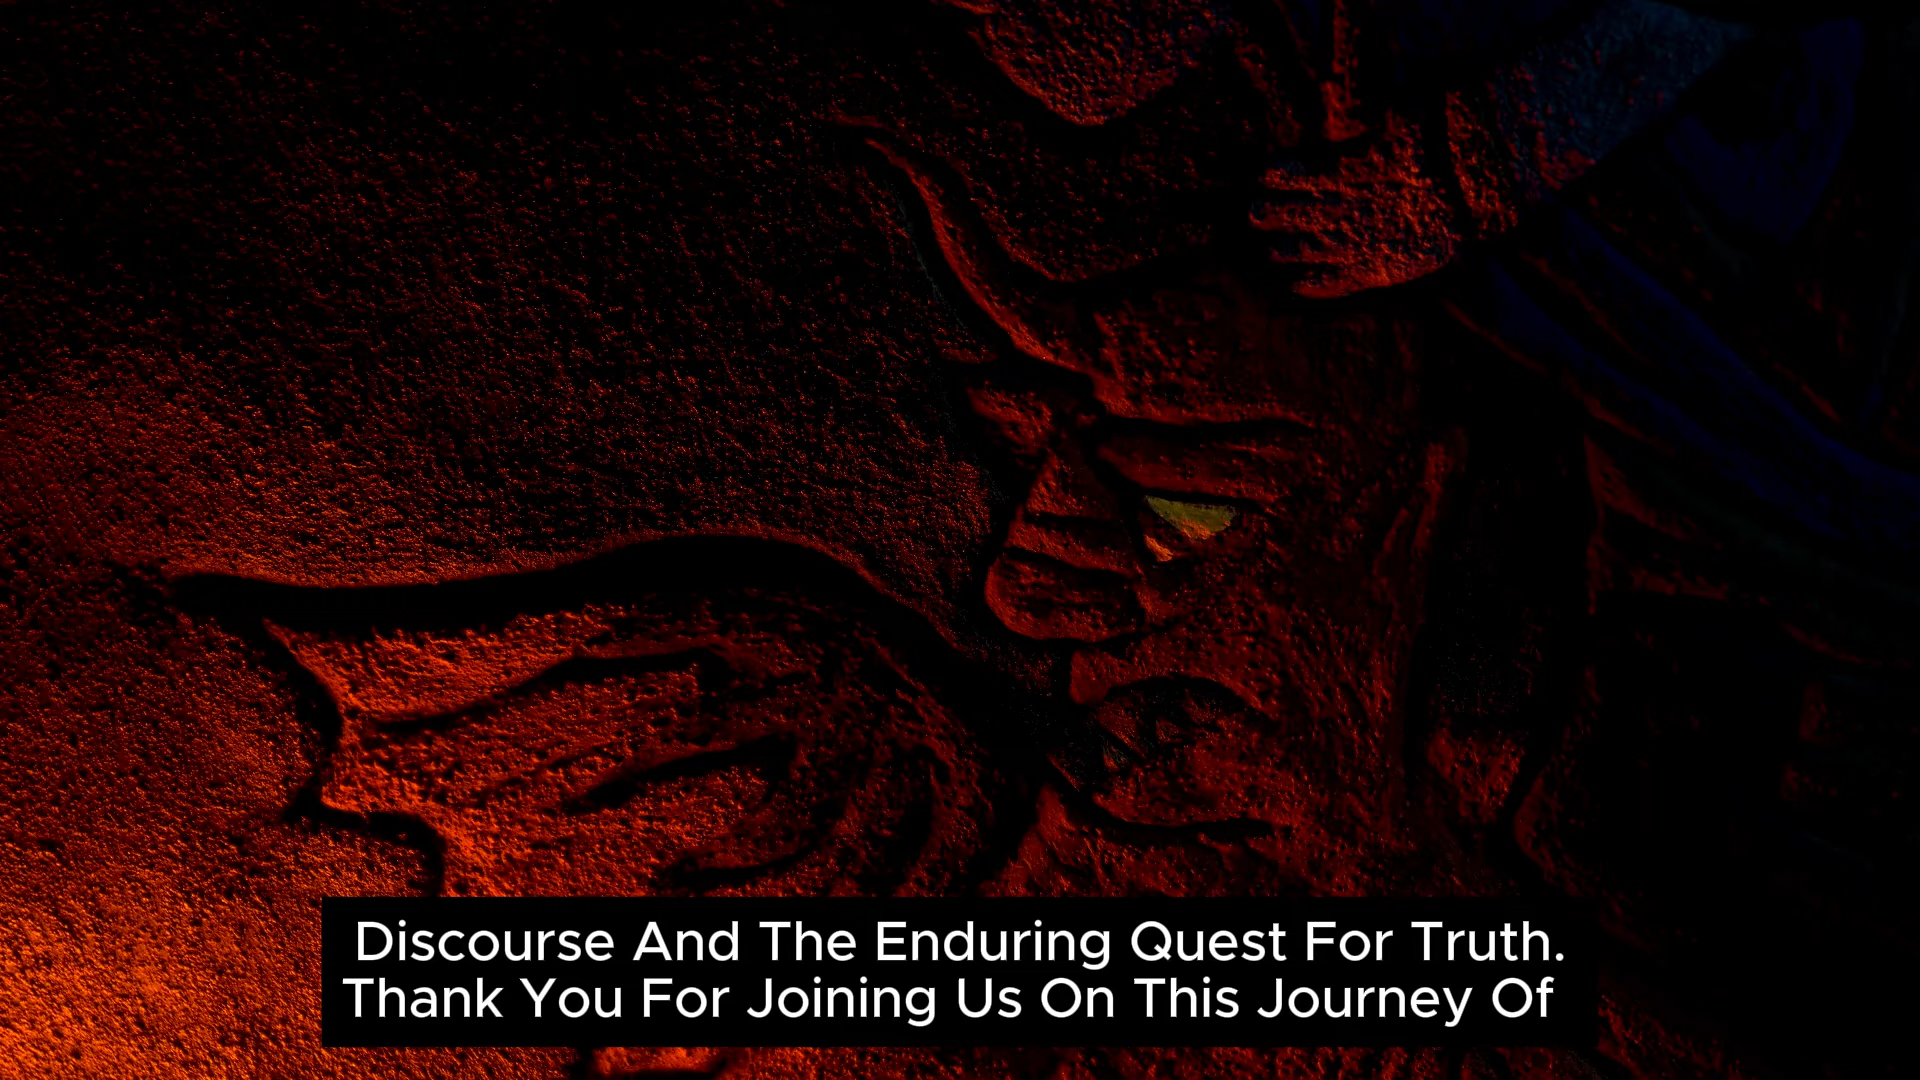 Discourse And The Enduring Quest For Truth.
Thank You For Joining Us On This Journey Of